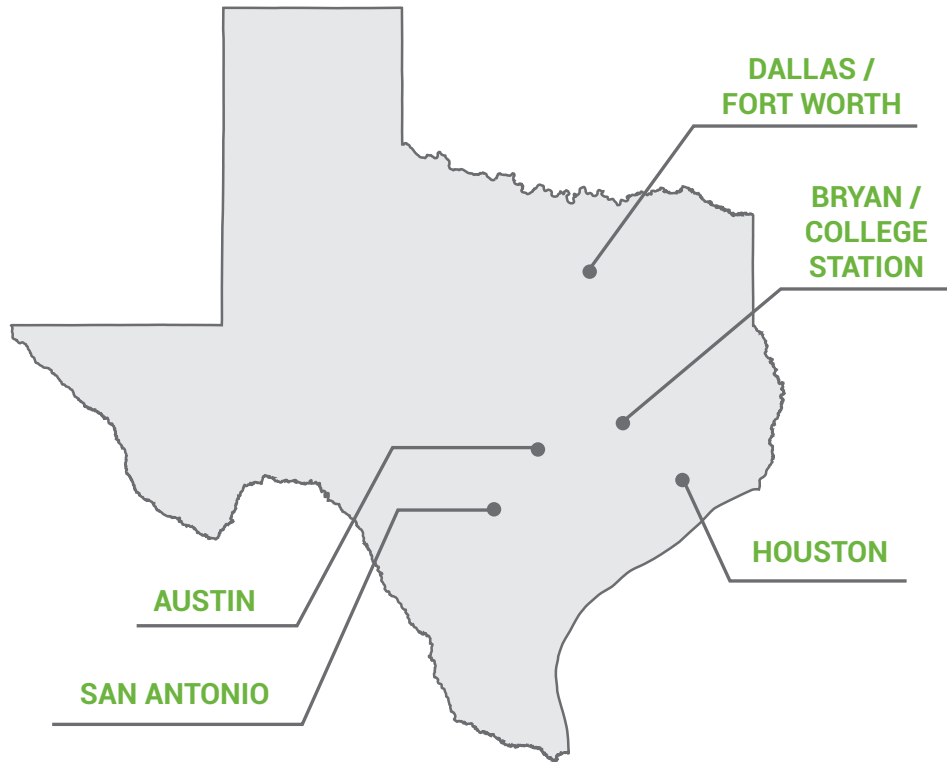 DALLAS /
FORT WORTH
BRYAN /
COLLEGE
STATION
HOUSTON
AUSTIN
SAN ANTONIO